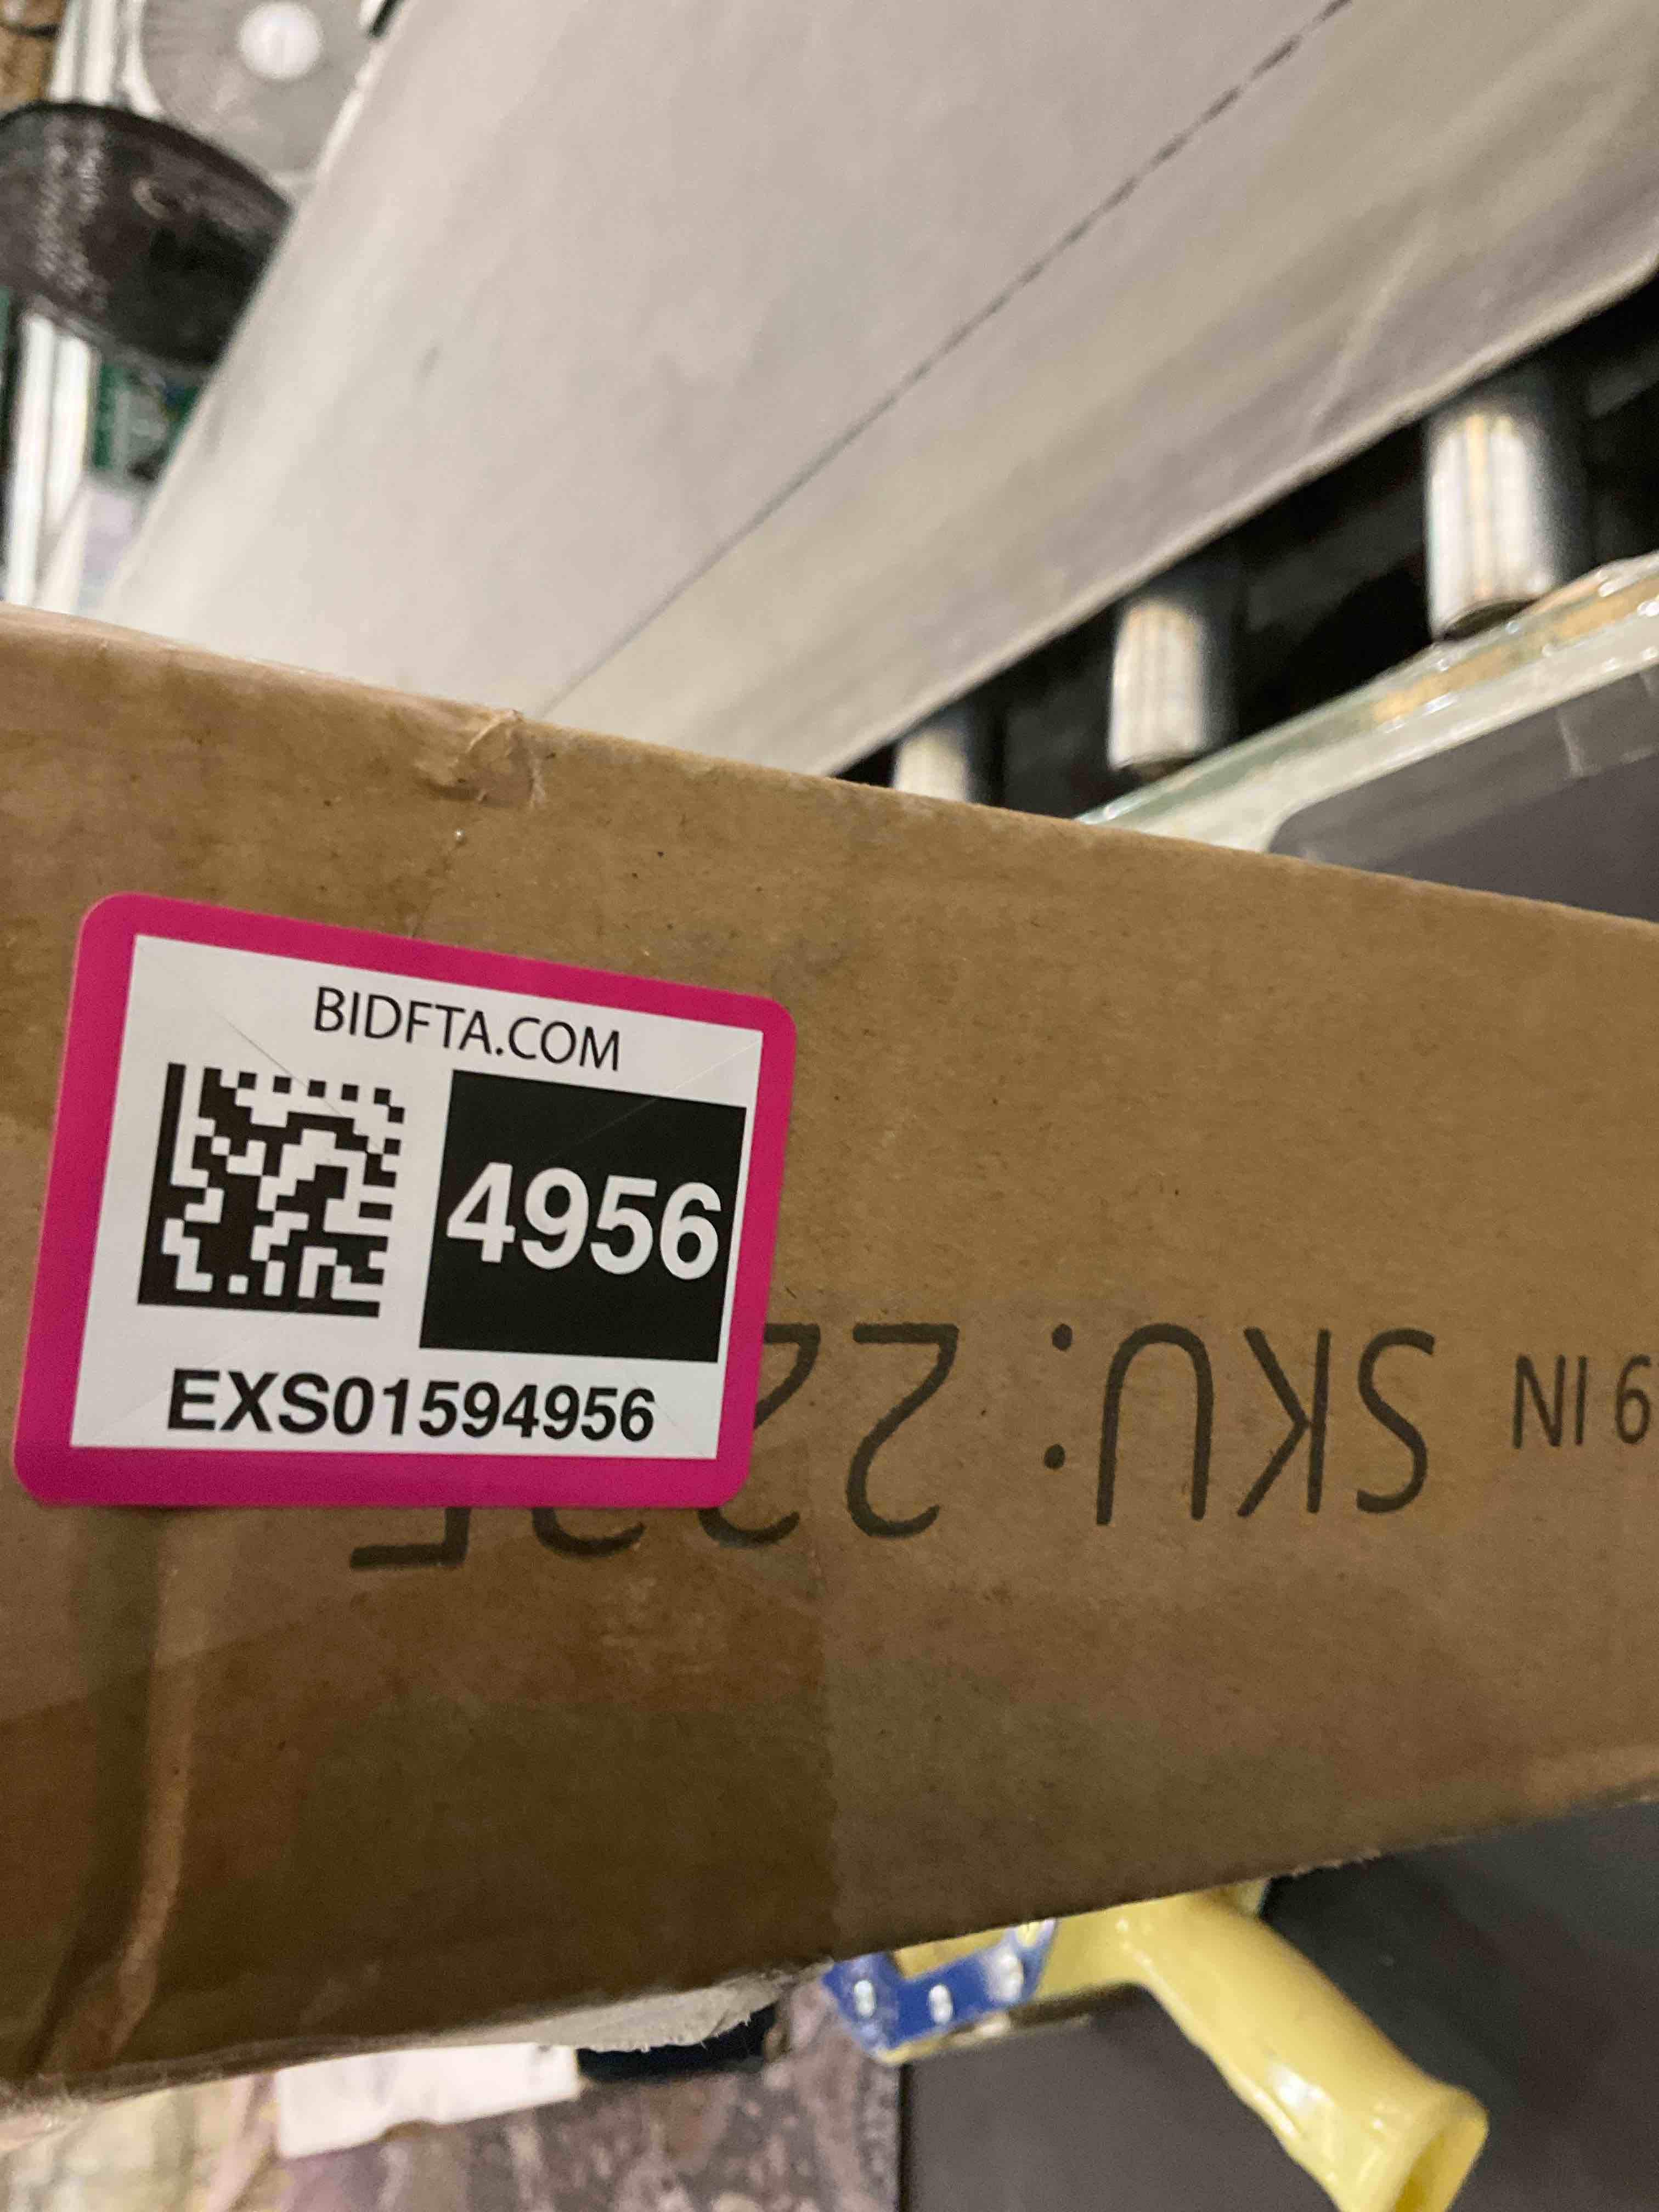 BIDFTA.COM
4956
EXS01594956
SKU: 22
9 IN